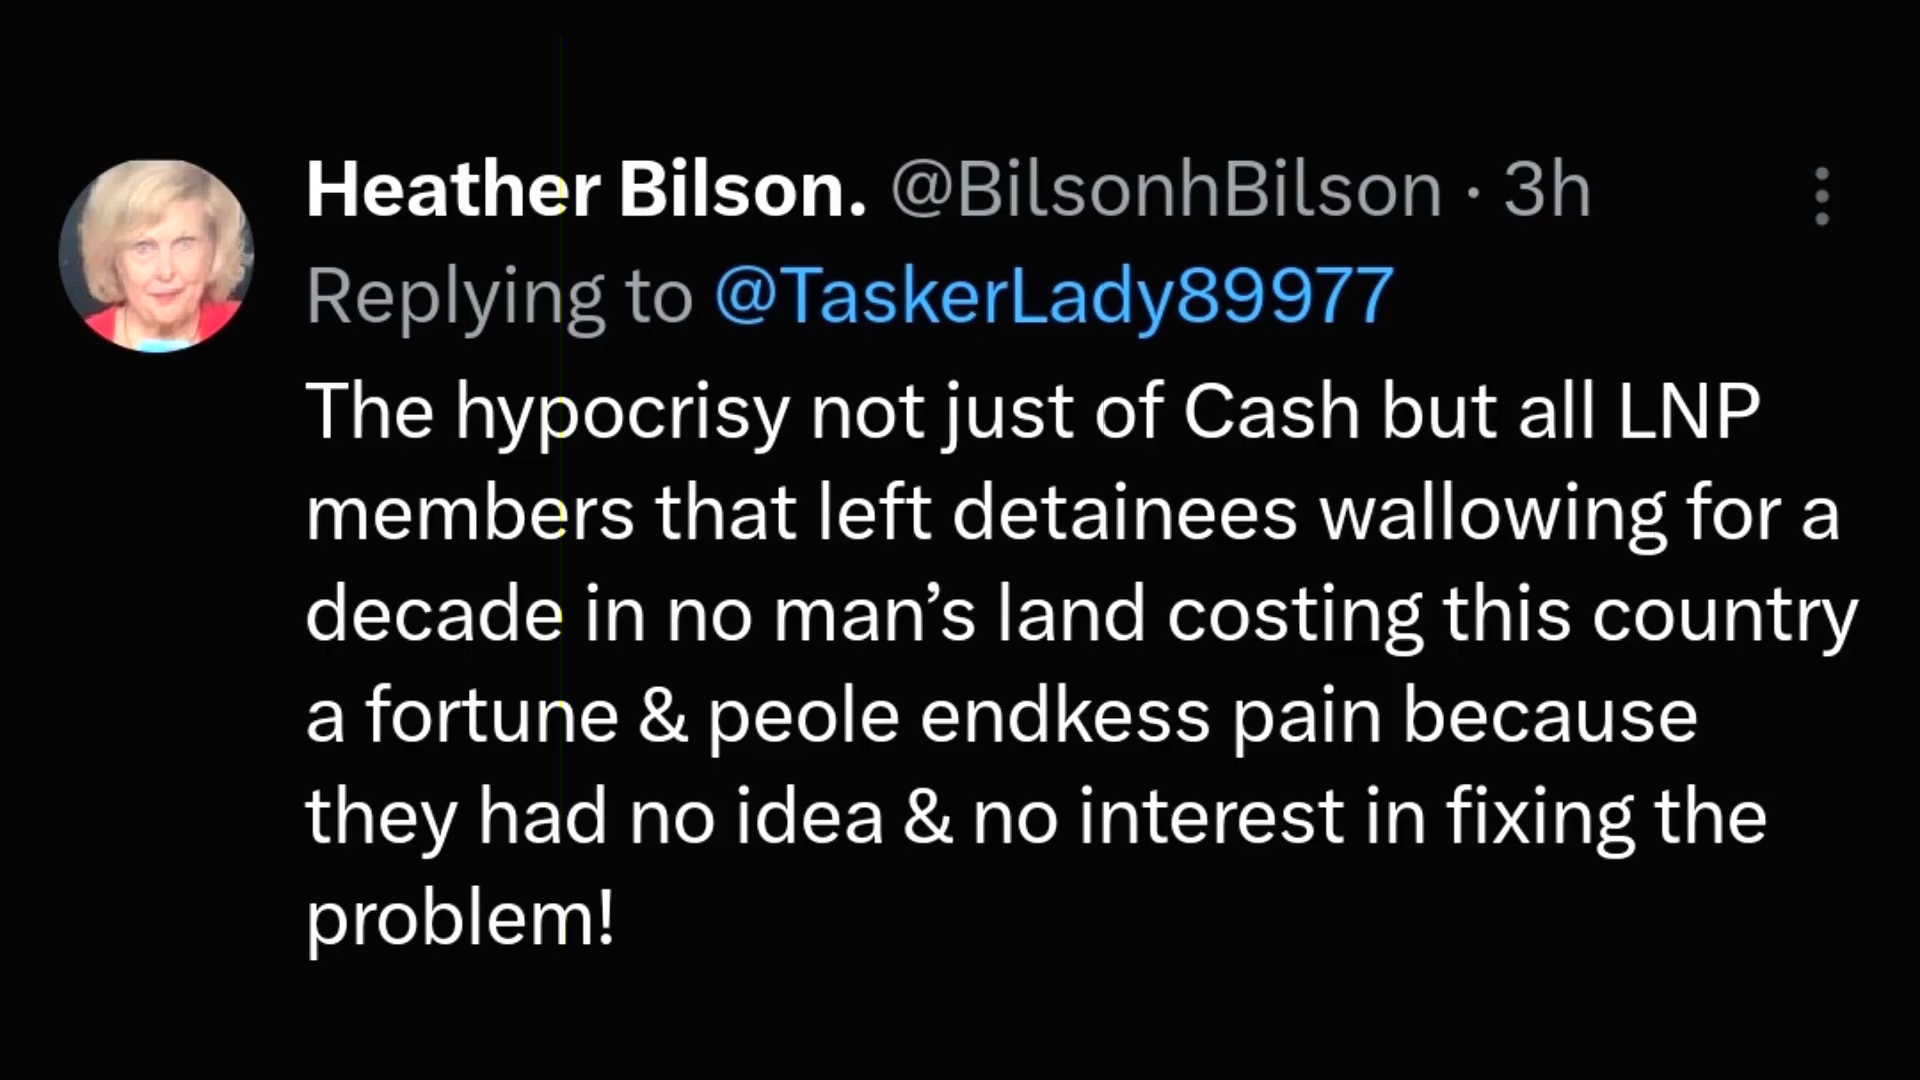 Heather Bilson. @BilsonhBilson · 3h
Replying to @TaskerLady89977
The hypocrisy not just of Cash but all LNP
members that left detainees wallowing for a
decade in no man’s land costing this country
a fortune & peole endkess pain because
they had no idea & no interest in fixing the
problem!